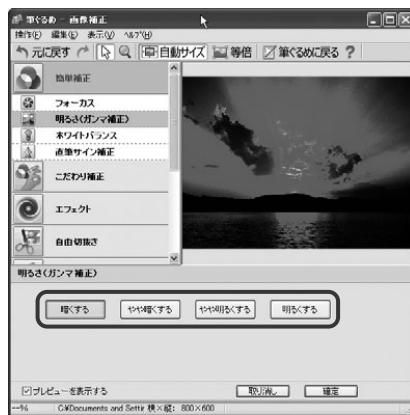 筆ぐるめ - 画像補正
操作(E) 編集(E) 表示(V) ヘルプ(H)
元に戻す 自動サイズ 等倍 筆ぐるめに戻る ?
簡単補正
フォーカス
明るさ(ガンマ補正)
ホワイトバランス
直筆サイン補正
こだわり補正
エフェクト
自由切抜き
明るさ(ガンマ補正)
暗くする やや暗くする やや明るくする 明るくする
プレビューを表示する 取り消し 確定
--% C:¥Documents and Settir 横×縦: 800×600